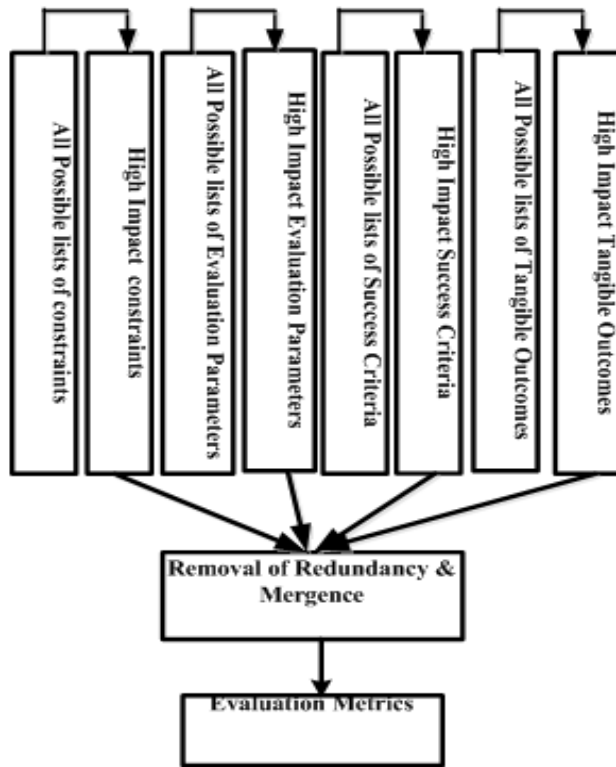 All Possible lists of constraints
High Impact constraints
All Possible lists of Evaluation Parameters
High Impact Evaluation Parameters
All Possible lists of Success Criteria
High Impact Success Criteria
All Possible lists of Tangible Outcomes
High Impact Tangible Outcomes
Removal of Redundancy &
Mergence
Evaluation Metrics